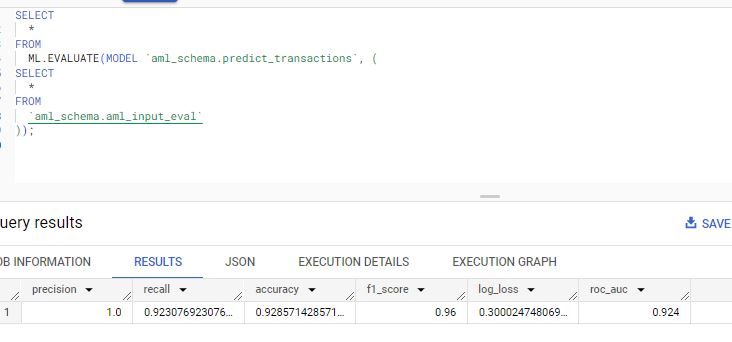 SELECT
*
FROM
ML.EVALUATE(MODEL `aml_schema.predict_transactions`, (
SELECT
*
FROM
`aml_schema.aml_input_eval`
));
uery results
SAVE
OB INFORMATION RESULTS JSON EXECUTION DETAILS EXECUTION GRAPH
precision recall accuracy f1_score log_loss roc_auc
1 1.0 0.923076923076... 0.928571428571... 0.96 0.300024748069... 0.924